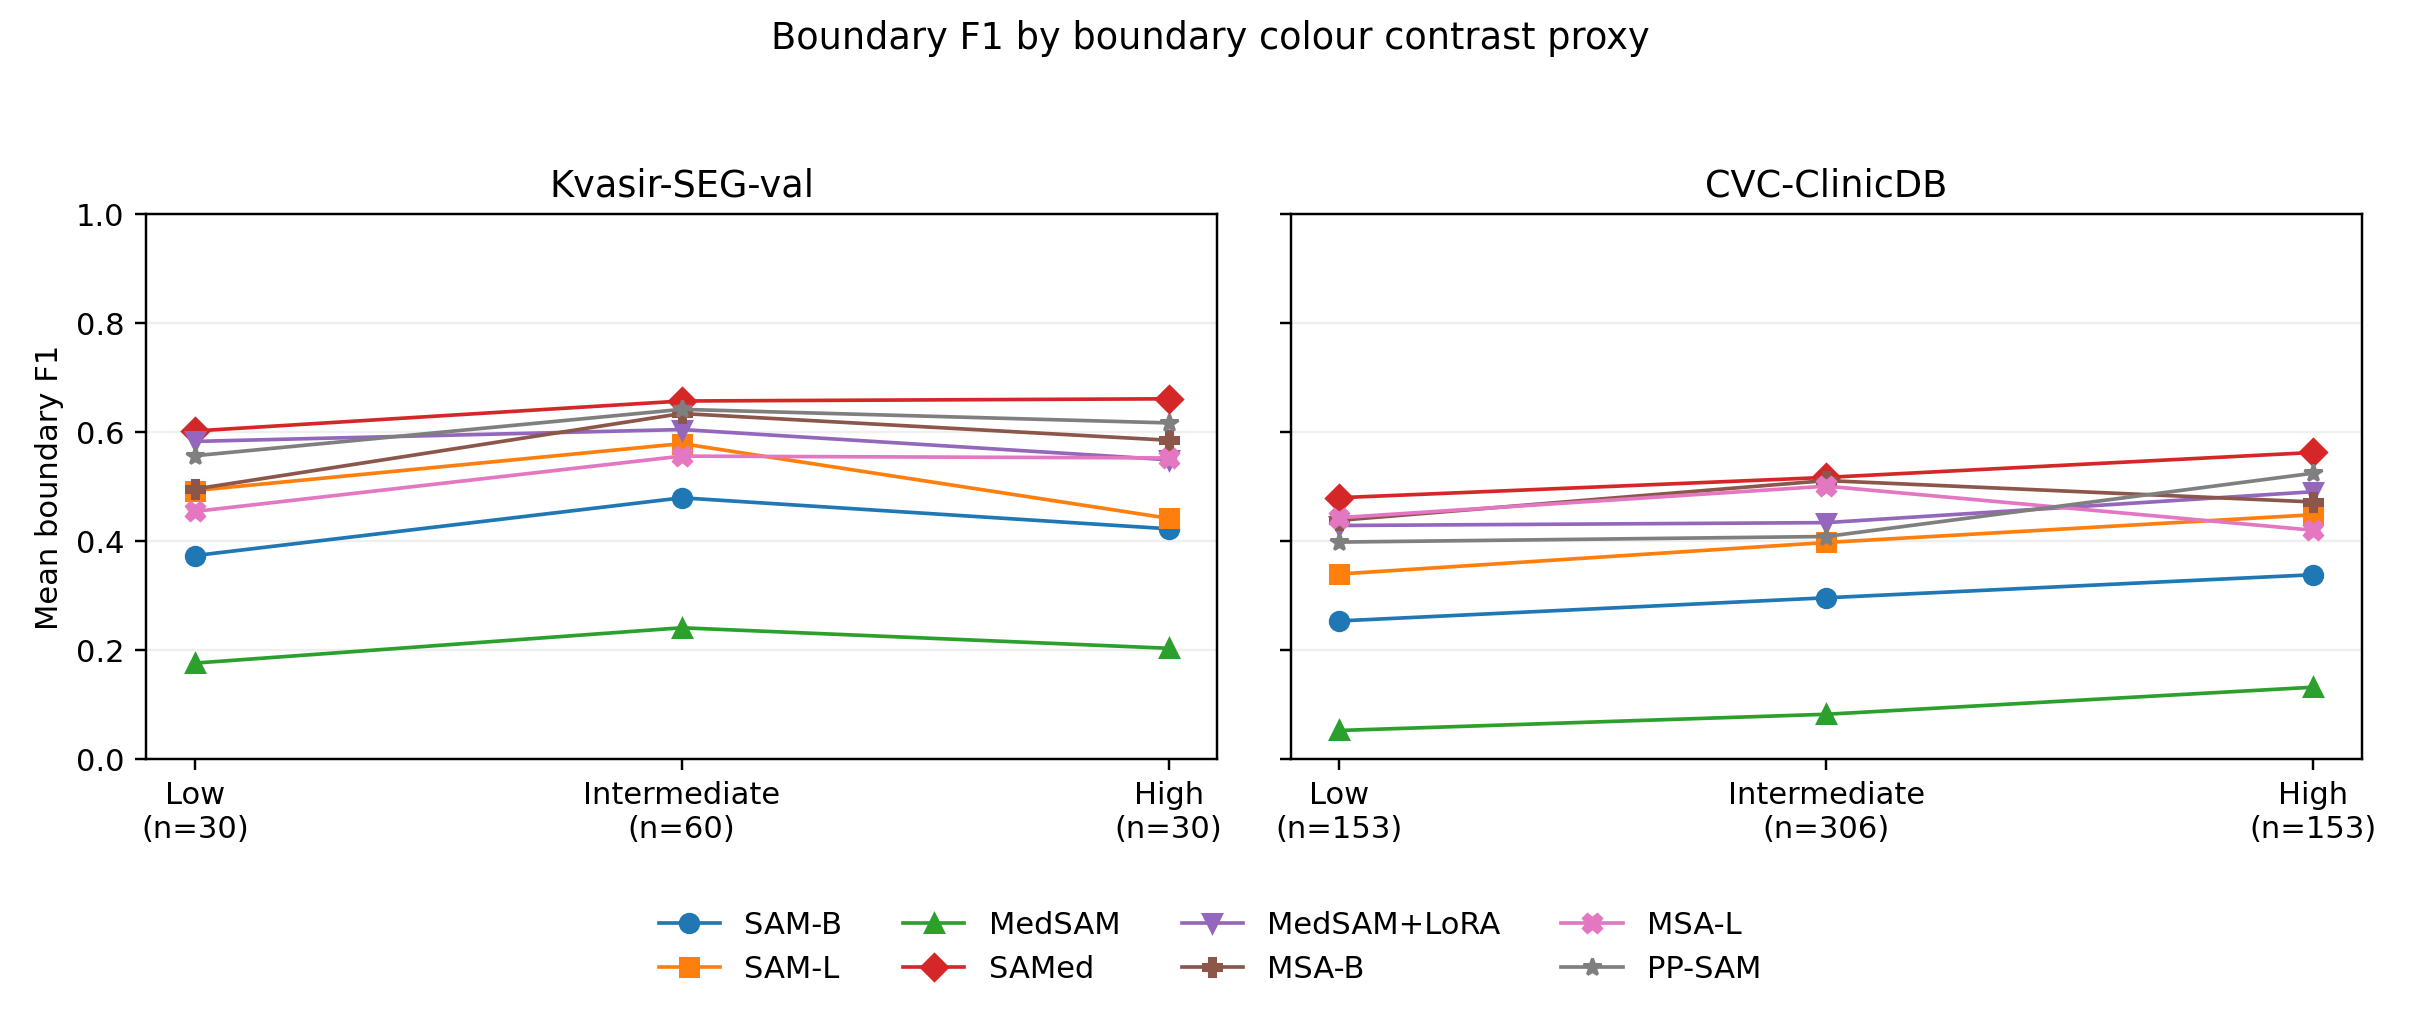 Boundary F1 by boundary colour contrast proxy
Kvasir-SEG-val
CVC-ClinicDB
Mean boundary F1
1.0
0.8
0.6
0.4
0.2
0.0
Low
(n=30)
Intermediate
(n=60)
High
(n=30)
Low
(n=153)
Intermediate
(n=306)
High
(n=153)
SAM-B
SAM-L
MedSAM
SAMed
MedSAM+LoRA
MSA-B
MSA-L
PP-SAM